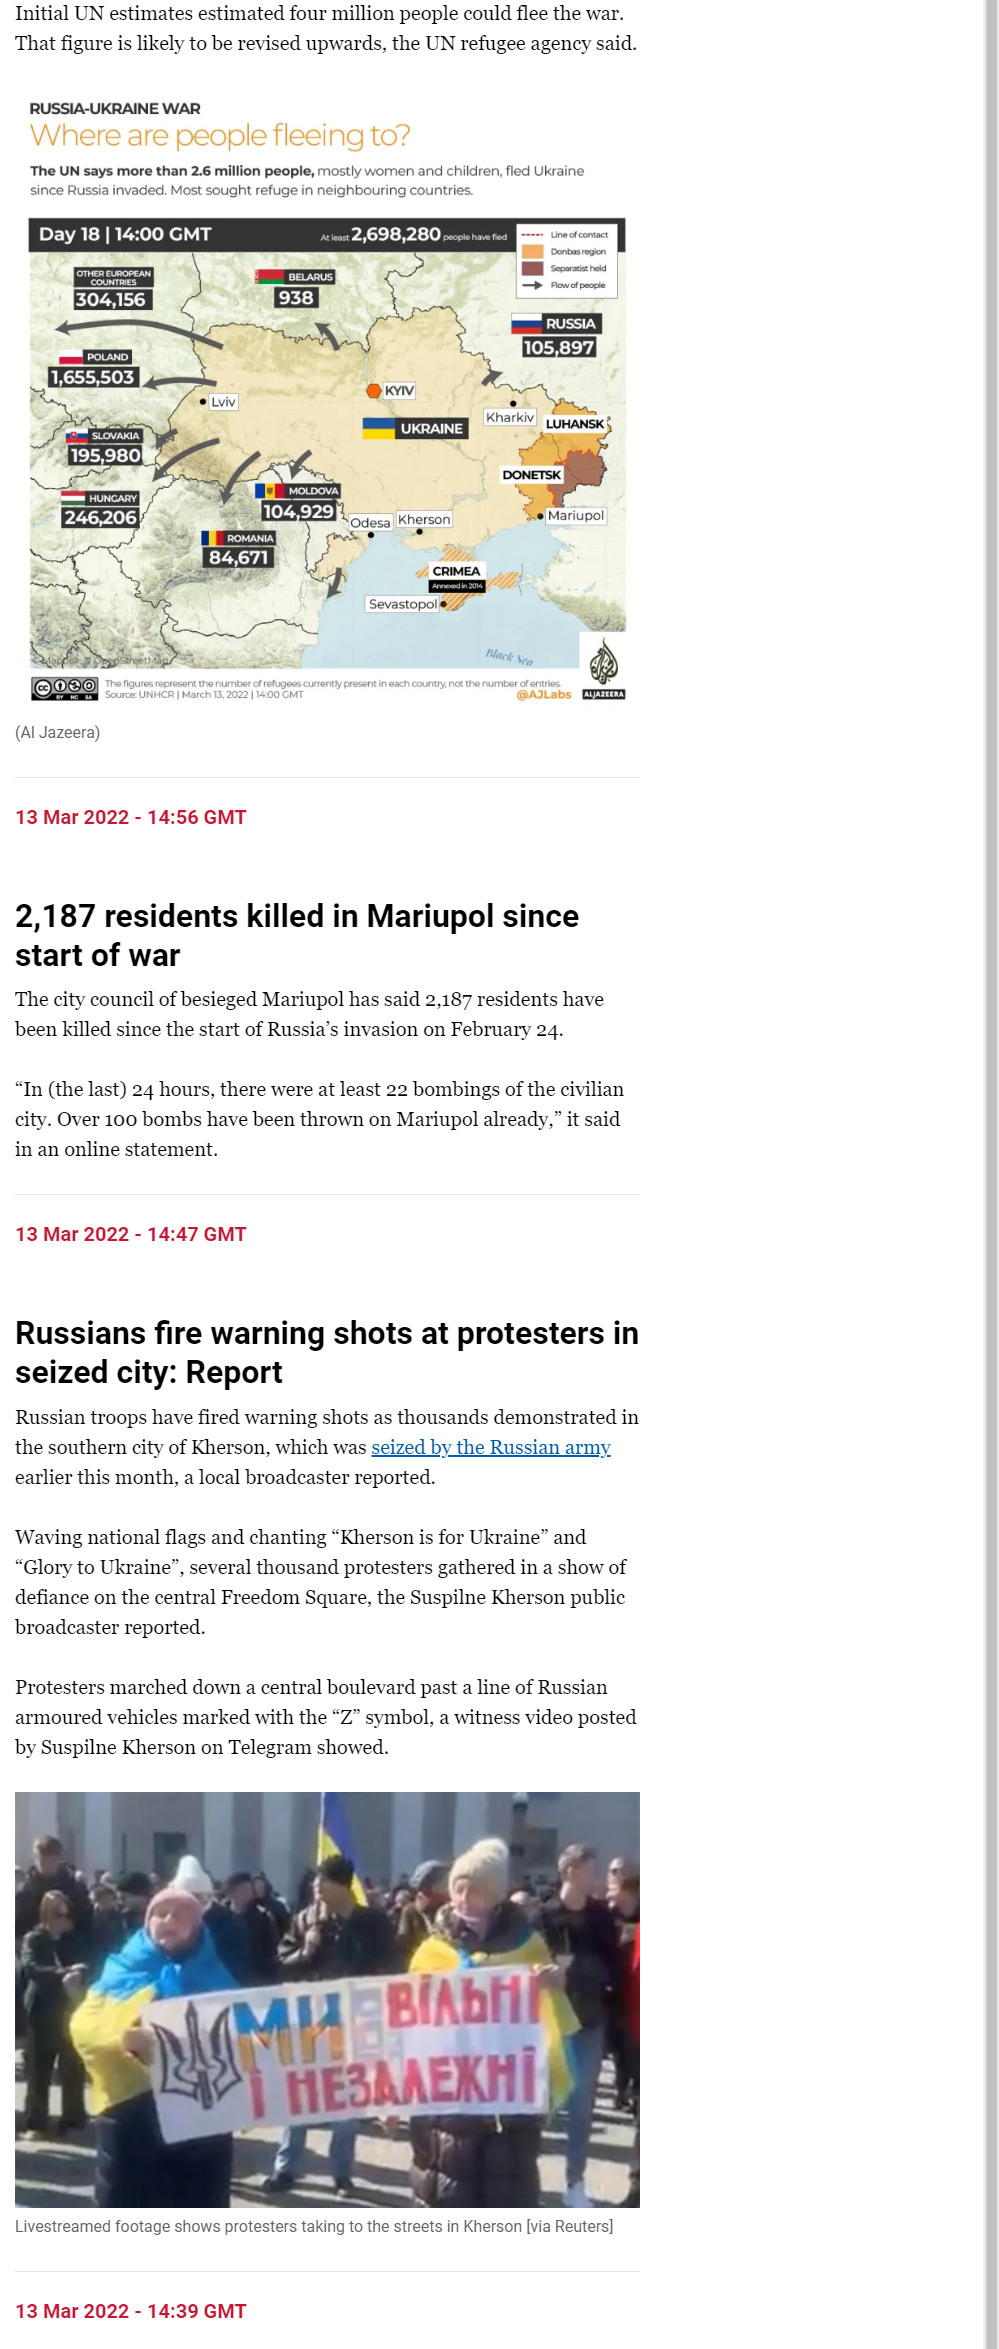 Initial UN estimates estimated four million people could flee the war.
That figure is likely to be revised upwards, the UN refugee agency said.
RUSSIA-UKRAINE WAR
Where are people fleeing to?
The UN says more than 2.6 million people, mostly women and children, fled Ukraine
since Russia invaded. Most sought refuge in neighbouring countries.
Day 18 | 14:00 GMT
At least 2,698,280 people have fled
Line of contact
Donbas region
Separatist held
Flow of people
OTHER EUROPEAN
COUNTRIES
304,156
BELARUS
938
RUSSIA
105,897
POLAND
1,655,503
Lviv
KYIV
UKRAINE
Kharkiv
LUHANSK
SLOVAKIA
195,980
DONETSK
HUNGARY
246,206
MOLDOVA
104,929
Odesa
Kherson
Mariupol
ROMANIA
84,671
CRIMEA
Annexed in 2014
Sevastopol
Black Sea
© Mapbox, © OpenStreetMap
The figures represent the number of refugees currently present in each country, not the number of entries.
Source: UNHCR | March 13, 2022 | 14:00 GMT
CC
BY NC SA
@AJLabs
ALJAZEERA
(Al Jazeera)
13 Mar 2022 - 14:56 GMT
2,187 residents killed in Mariupol since
start of war
The city council of besieged Mariupol has said 2,187 residents have
been killed since the start of Russia’s invasion on February 24.
“In (the last) 24 hours, there were at least 22 bombings of the civilian
city. Over 100 bombs have been thrown on Mariupol already,” it said
in an online statement.
13 Mar 2022 - 14:47 GMT
Russians fire warning shots at protesters in
seized city: Report
Russian troops have fired warning shots as thousands demonstrated in
the southern city of Kherson, which was seized by the Russian army
earlier this month, a local broadcaster reported.
Waving national flags and chanting “Kherson is for Ukraine” and
“Glory to Ukraine”, several thousand protesters gathered in a show of
defiance on the central Freedom Square, the Suspilne Kherson public
broadcaster reported.
Protesters marched down a central boulevard past a line of Russian
armoured vehicles marked with the “Z” symbol, a witness video posted
by Suspilne Kherson on Telegram showed.
МИ ВІЛЬНІ
І НЕЗАЛЕЖНІ
Livestreamed footage shows protesters taking to the streets in Kherson [via Reuters]
13 Mar 2022 - 14:39 GMT